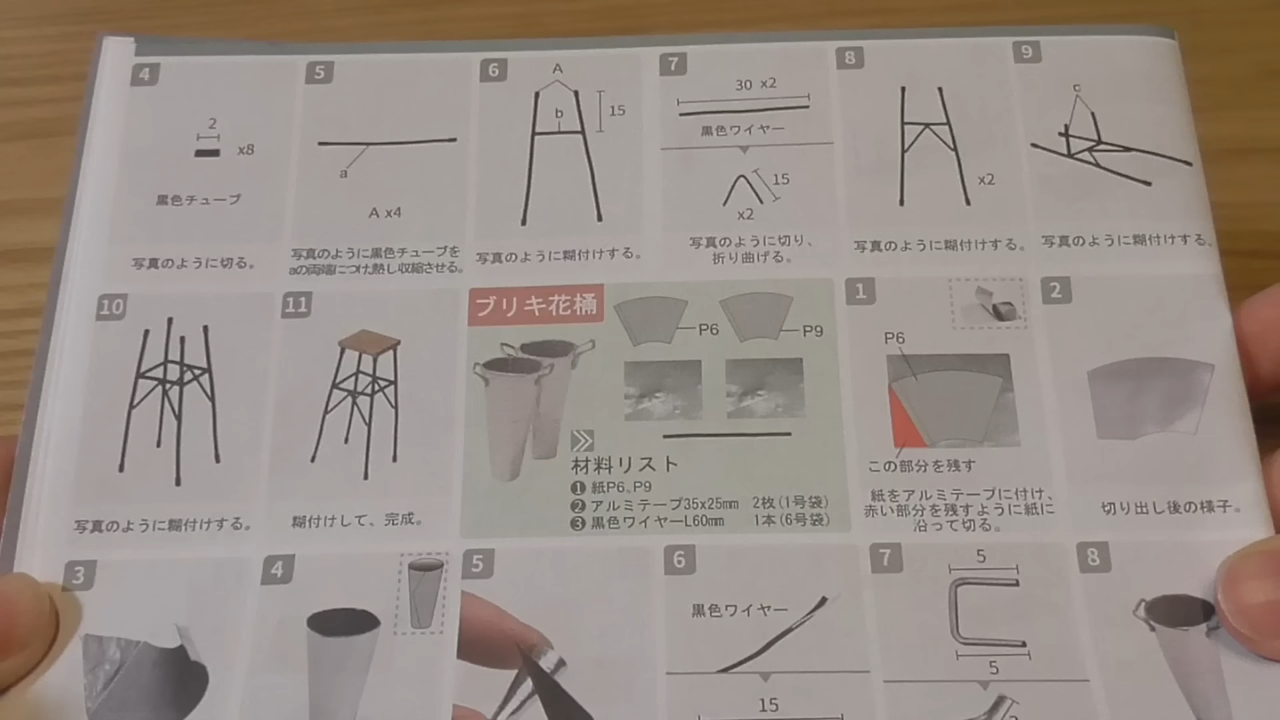 4
2
x8
黒色チューブ
写真のように切る。
5
a
A x4
写真のように黒色チューブを
aの両端につけ、熱し収縮させる。
6
A
b
15
写真のように糊付けする。
7
30 x2
黒色ワイヤー
15
x2
写真のように切り、
折り曲げる。
8
x2
写真のように糊付けする。
9
c
写真のように糊付けする。
10
写真のように糊付けする。
11
糊付けして、完成。
ブリキ花桶
P6
P9
材料リスト
❶ 紙P6、P9
❷ アルミテープ35x25mm 2枚(1号袋)
❸ 黒色ワイヤーL60mm 1本(6号袋)
1
P6
この部分を残す
紙をアルミテープに付け、
赤い部分を残すように紙に
沿って切る。
2
切り出し後の様子。
3
4
5
6
黒色ワイヤー
15
7
5
5
8